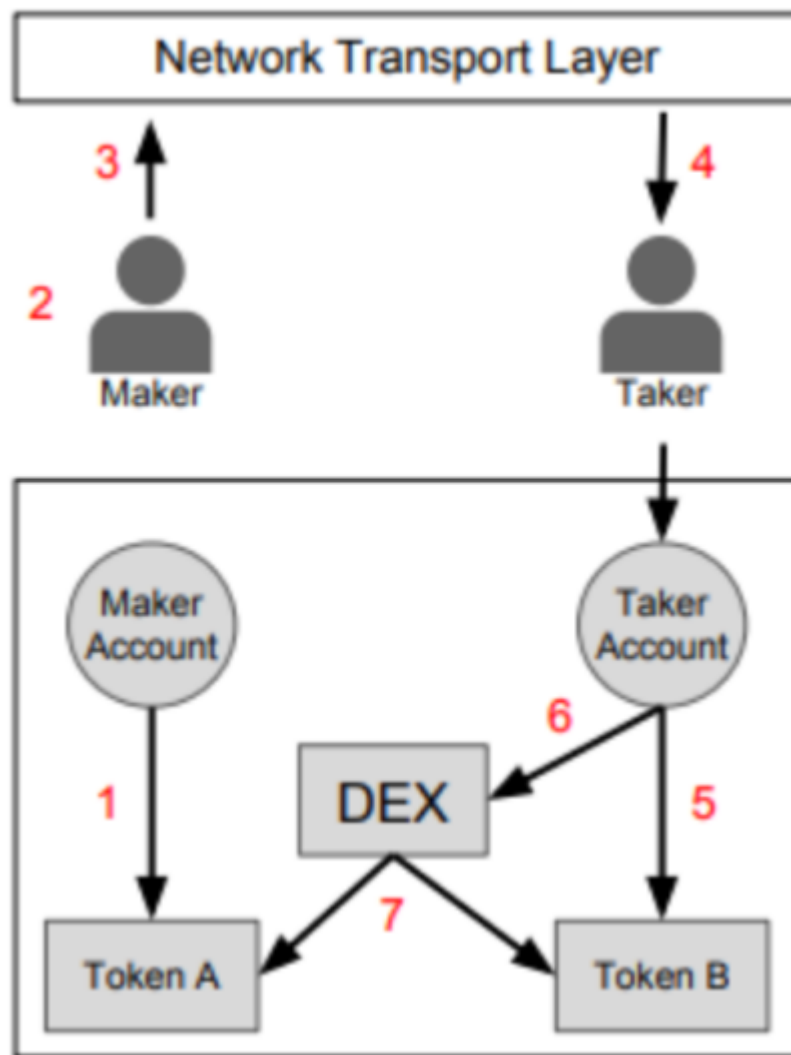 Network Transport Layer
3
4
2
Maker
Taker
Maker
Account
Taker
Account
6
1
DEX
5
7
Token A
Token B